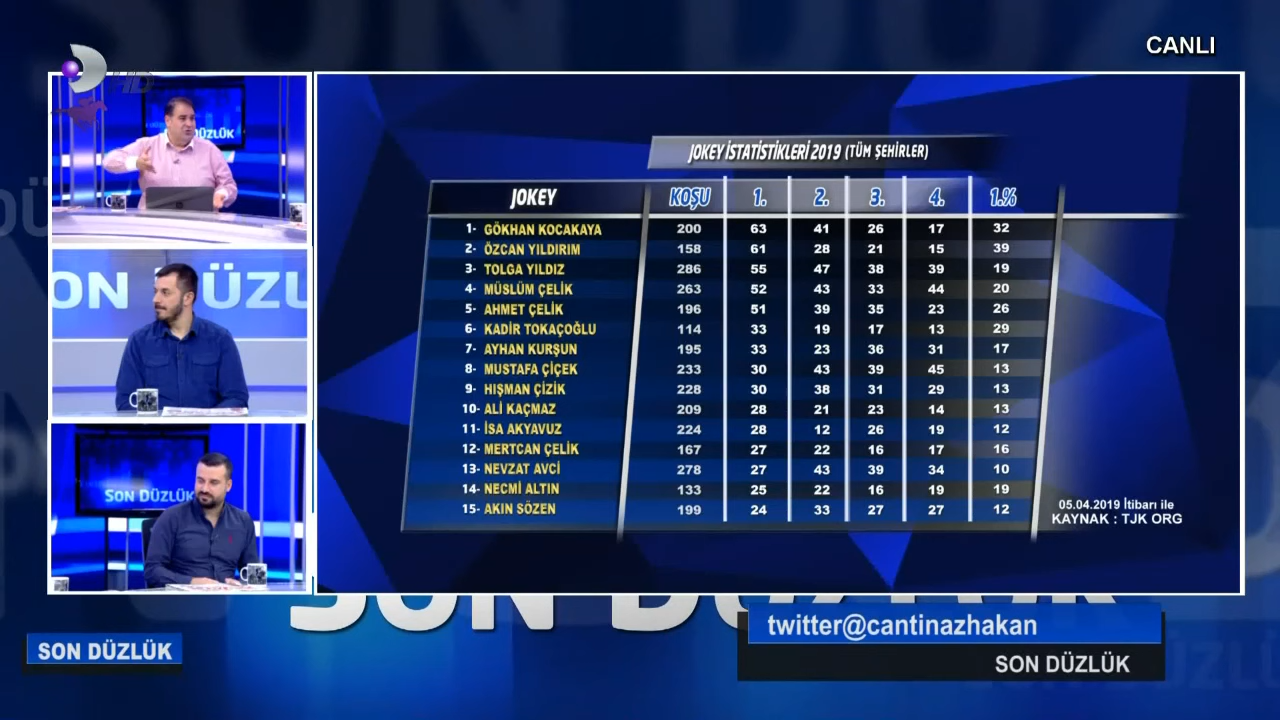 CANLI
HD
DÜZLÜK
ON DÜZLÜ
SON DÜZLÜK
JOKEY İSTATİSTİKLERİ 2019 (TÜM ŞEHİRLER)
JOKEY KOŞU 1. 2. 3. 4. 1.%
1- GÖKHAN KOCAKAYA 200 63 41 26 17 32
2- ÖZCAN YILDIRIM 158 61 28 21 15 39
3- TOLGA YILDIZ 286 55 47 38 39 19
4- MÜSLÜM ÇELİK 263 52 43 33 44 20
5- AHMET ÇELİK 196 51 39 35 23 26
6- KADİR TOKAÇOĞLU 114 33 19 17 13 29
7- AYHAN KURŞUN 195 33 23 36 31 17
8- MUSTAFA ÇİÇEK 233 30 43 39 45 13
9- HIŞMAN ÇİZİK 228 30 38 31 29 13
10- ALİ KAÇMAZ 209 28 21 23 14 13
11- İSA AKYAVUZ 224 28 12 26 19 12
12- MERTCAN ÇELİK 167 27 22 16 17 16
13- NEVZAT AVCİ 278 27 43 39 34 10
14- NECMİ ALTIN 133 25 22 16 19 19
15- AKIN SÖZEN 199 24 33 27 27 12
05.04.2019 İtibarı ile
KAYNAK : TJK ORG
SON DÜZLÜK
twitter@cantinazhakan
SON DÜZLÜK
SON DÜZLÜK